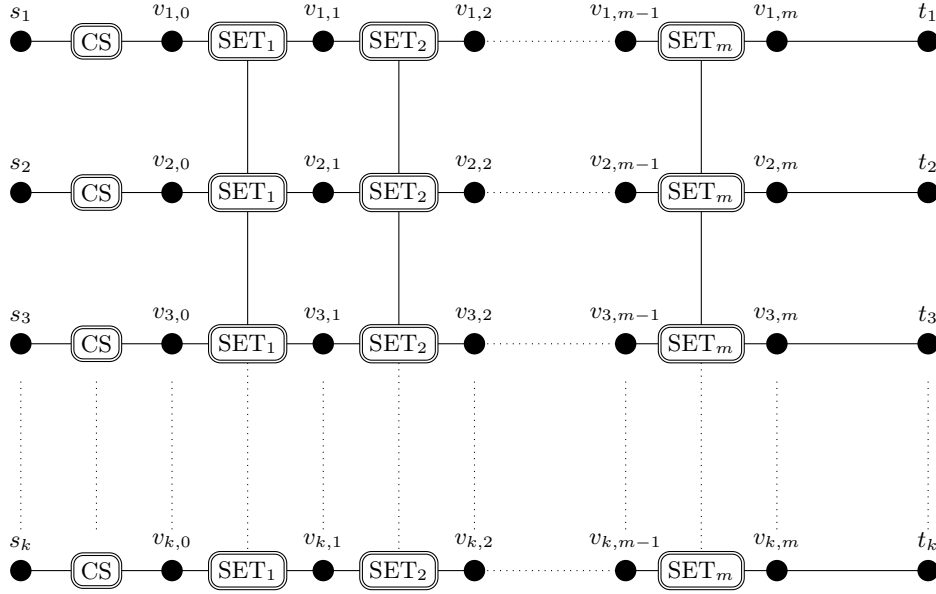 s₁ v₁,₀ v₁,₁ v₁,₂ v₁,ₘ₋₁ v₁,ₘ t₁
CS SET₁ SET₂ SETₘ
s₂ v₂,₀ v₂,₁ v₂,₂ v₂,ₘ₋₁ v₂,ₘ t₂
CS SET₁ SET₂ SETₘ
s₃ v₃,₀ v₃,₁ v₃,₂ v₃,ₘ₋₁ v₃,ₘ t₃
CS SET₁ SET₂ SETₘ
sₖ vₖ,₀ vₖ,₁ vₖ,₂ vₖ,ₘ₋₁ vₖ,ₘ tₖ
CS SET₁ SET₂ SETₘ